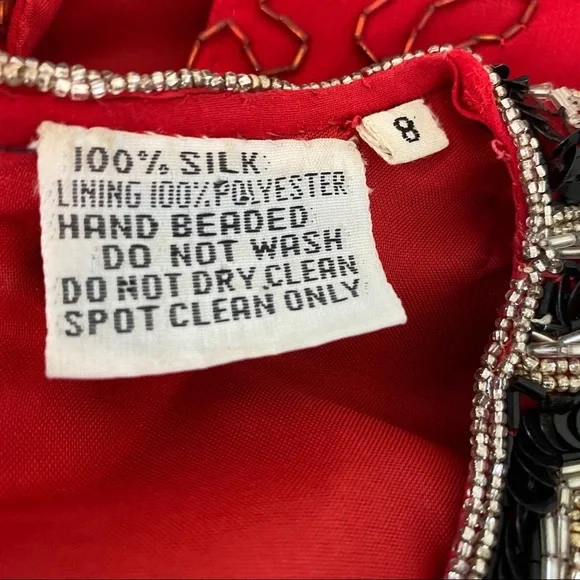 100% SILK
LINING 100% POLYESTER
HAND BEADED
DO NOT WASH
DO NOT DRY CLEAN
SPOT CLEAN ONLY
8